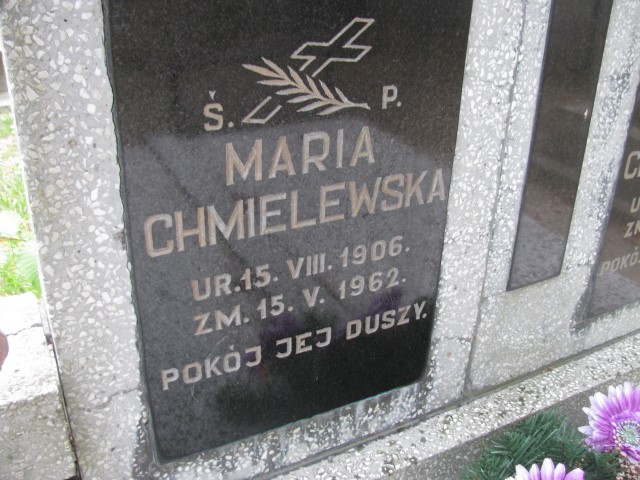 Ś. P.
MARIA
CHMIELEWSKA
UR. 15. VIII. 1906.
ZM. 15. V. 1962.
POKÓJ JEJ DUSZY.